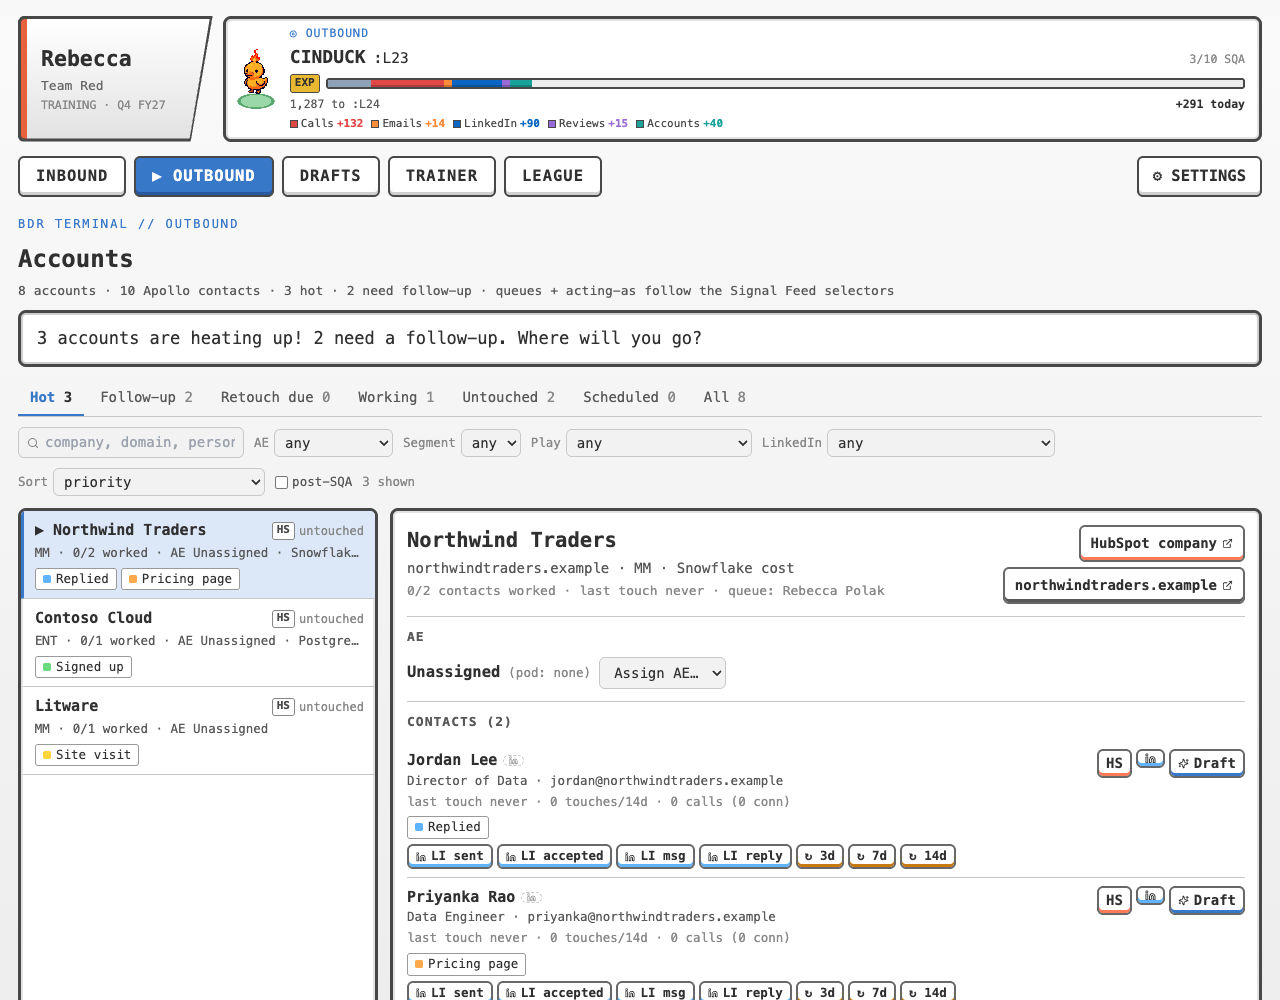 Rebecca
Team Red
TRAINING · Q4 FY27
◎ OUTBOUND
CINDUCK :L23
3/10 SQA
EXP
1,287 to :L24
+291 today
Calls +132 Emails +14 LinkedIn +90 Reviews +15 Accounts +40
INBOUND
▶ OUTBOUND
DRAFTS
TRAINER
LEAGUE
⚙ SETTINGS
BDR TERMINAL // OUTBOUND
Accounts
8 accounts · 10 Apollo contacts · 3 hot · 2 need follow-up · queues + acting-as follow the Signal Feed selectors
3 accounts are heating up! 2 need a follow-up. Where will you go?
Hot 3 Follow-up 2 Retouch due 0 Working 1 Untouched 2 Scheduled 0 All 8
company, domain, person AE any Segment any Play any LinkedIn any
Sort priority post-SQA 3 shown
▶ Northwind Traders HS untouched
MM · 0/2 worked · AE Unassigned · Snowflak…
Replied Pricing page
Contoso Cloud HS untouched
ENT · 0/1 worked · AE Unassigned · Postgre…
Signed up
Litware HS untouched
MM · 0/1 worked · AE Unassigned
Site visit
Northwind Traders
HubSpot company
northwindtraders.example · MM · Snowflake cost
northwindtraders.example
0/2 contacts worked · last touch never · queue: Rebecca Polak
AE
Unassigned (pod: none) Assign AE…
CONTACTS (2)
Jordan Lee in
HS in Draft
Director of Data · jordan@northwindtraders.example
last touch never · 0 touches/14d · 0 calls (0 conn)
Replied
in LI sent in LI accepted in LI msg in LI reply ↻ 3d ↻ 7d ↻ 14d
Priyanka Rao in
HS in Draft
Data Engineer · priyanka@northwindtraders.example
last touch never · 0 touches/14d · 0 calls (0 conn)
Pricing page
in LI sent in LI accepted in LI msg in LI reply ↻ 3d ↻ 7d ↻ 14d